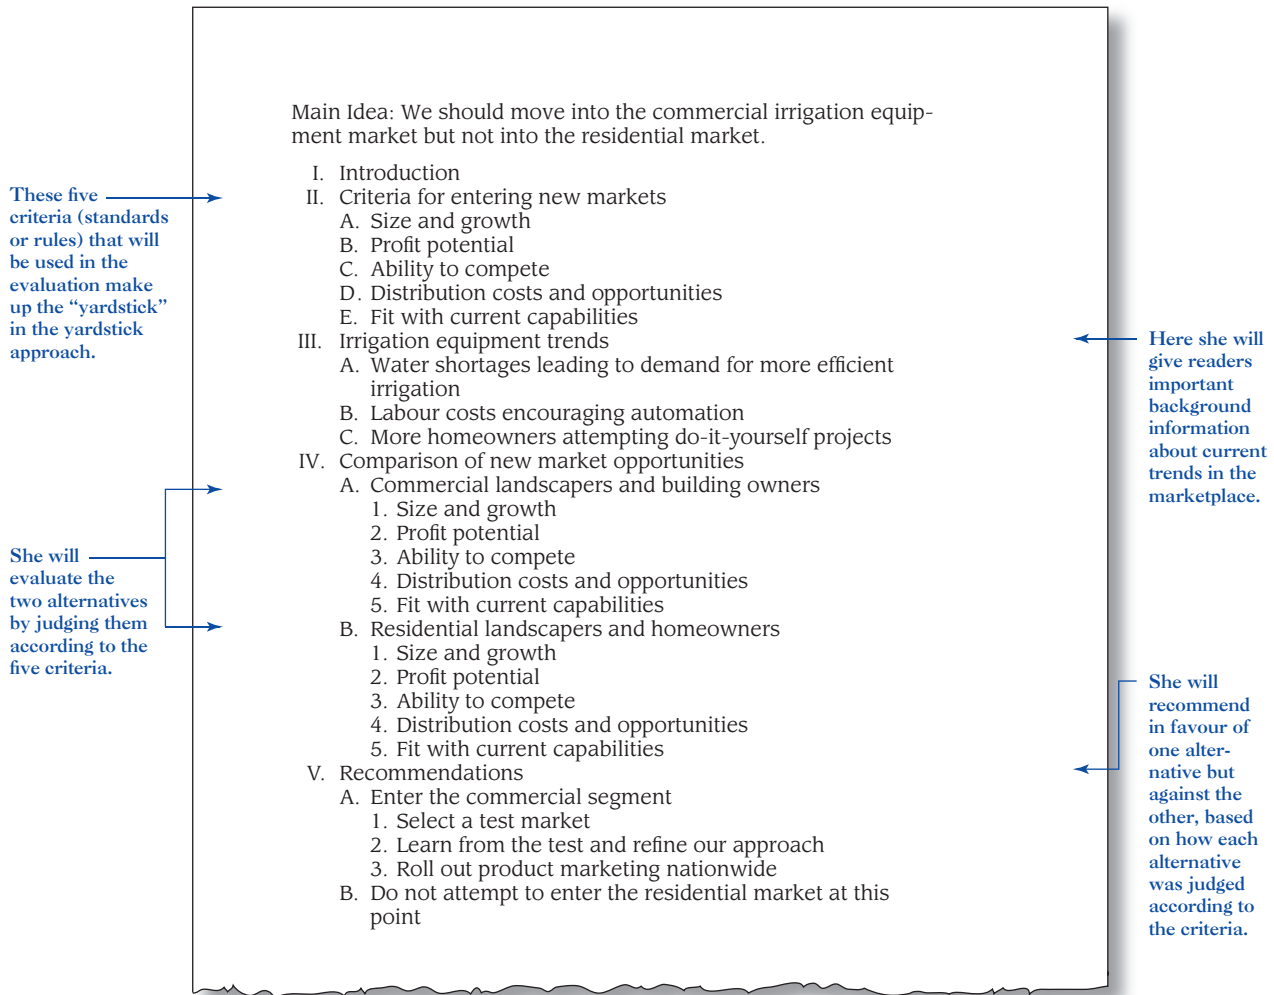 Main Idea: We should move into the commercial irrigation equip-
ment market but not into the residential market.
I. Introduction
II. Criteria for entering new markets
A. Size and growth
B. Profit potential
C. Ability to compete
D. Distribution costs and opportunities
E. Fit with current capabilities
III. Irrigation equipment trends
A. Water shortages leading to demand for more efficient
irrigation
B. Labour costs encouraging automation
C. More homeowners attempting do-it-yourself projects
IV. Comparison of new market opportunities
A. Commercial landscapers and building owners
1. Size and growth
2. Profit potential
3. Ability to compete
4. Distribution costs and opportunities
5. Fit with current capabilities
B. Residential landscapers and homeowners
1. Size and growth
2. Profit potential
3. Ability to compete
4. Distribution costs and opportunities
5. Fit with current capabilities
V. Recommendations
A. Enter the commercial segment
1. Select a test market
2. Learn from the test and refine our approach
3. Roll out product marketing nationwide
B. Do not attempt to enter the residential market at this
point
These five
criteria (standards
or rules) that will
be used in the
evaluation make
up the “yardstick”
in the yardstick
approach.
She will
evaluate the
two alternatives
by judging them
according to the
five criteria.
Here she will
give readers
important
background
information
about current
trends in the
marketplace.
She will
recommend
in favour of
one alter-
native but
against the
other, based
on how each
alternative
was judged
according to
the criteria.